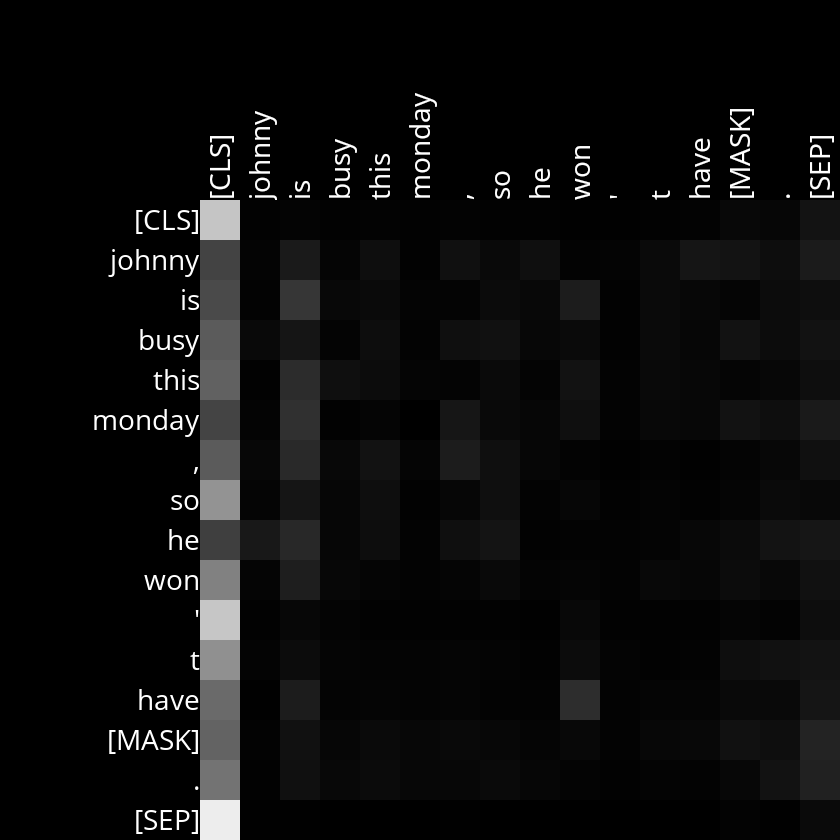 [CLS] johnny is busy this monday , so he won ' t have [MASK] . [SEP]
[CLS]
johnny
is
busy
this
monday
,
so
he
won
'
t
have
[MASK]
.
[SEP]